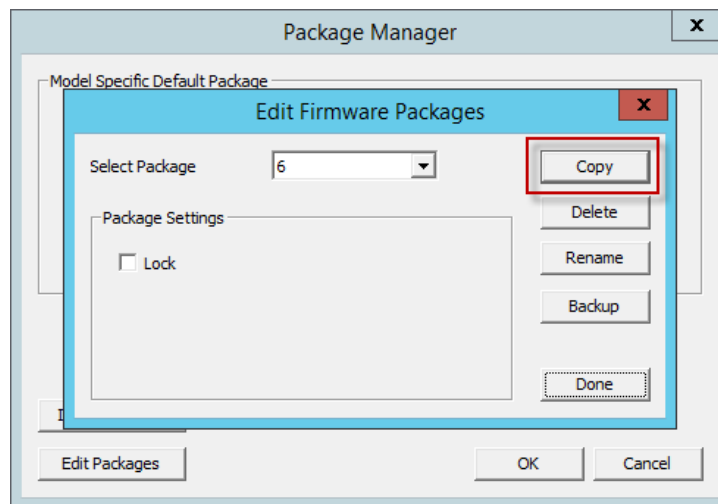 Package Manager
x
Model Specific Default Package
Edit Firmware Packages
x
Select Package
6
Copy
Package Settings
Delete
Lock
Rename
Backup
Done
Edit Packages
OK
Cancel